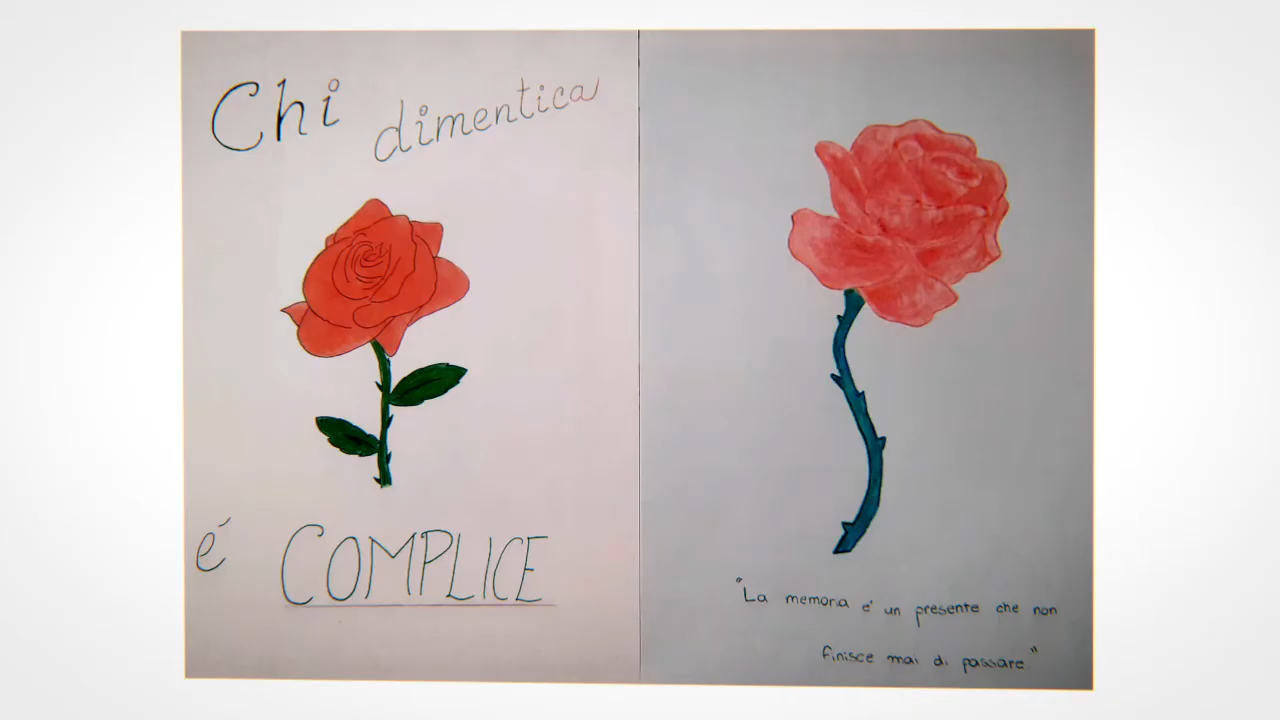 Chi dimentica
é COMPLICE
"La memoria e' un presente che non
finisce mai di passare"